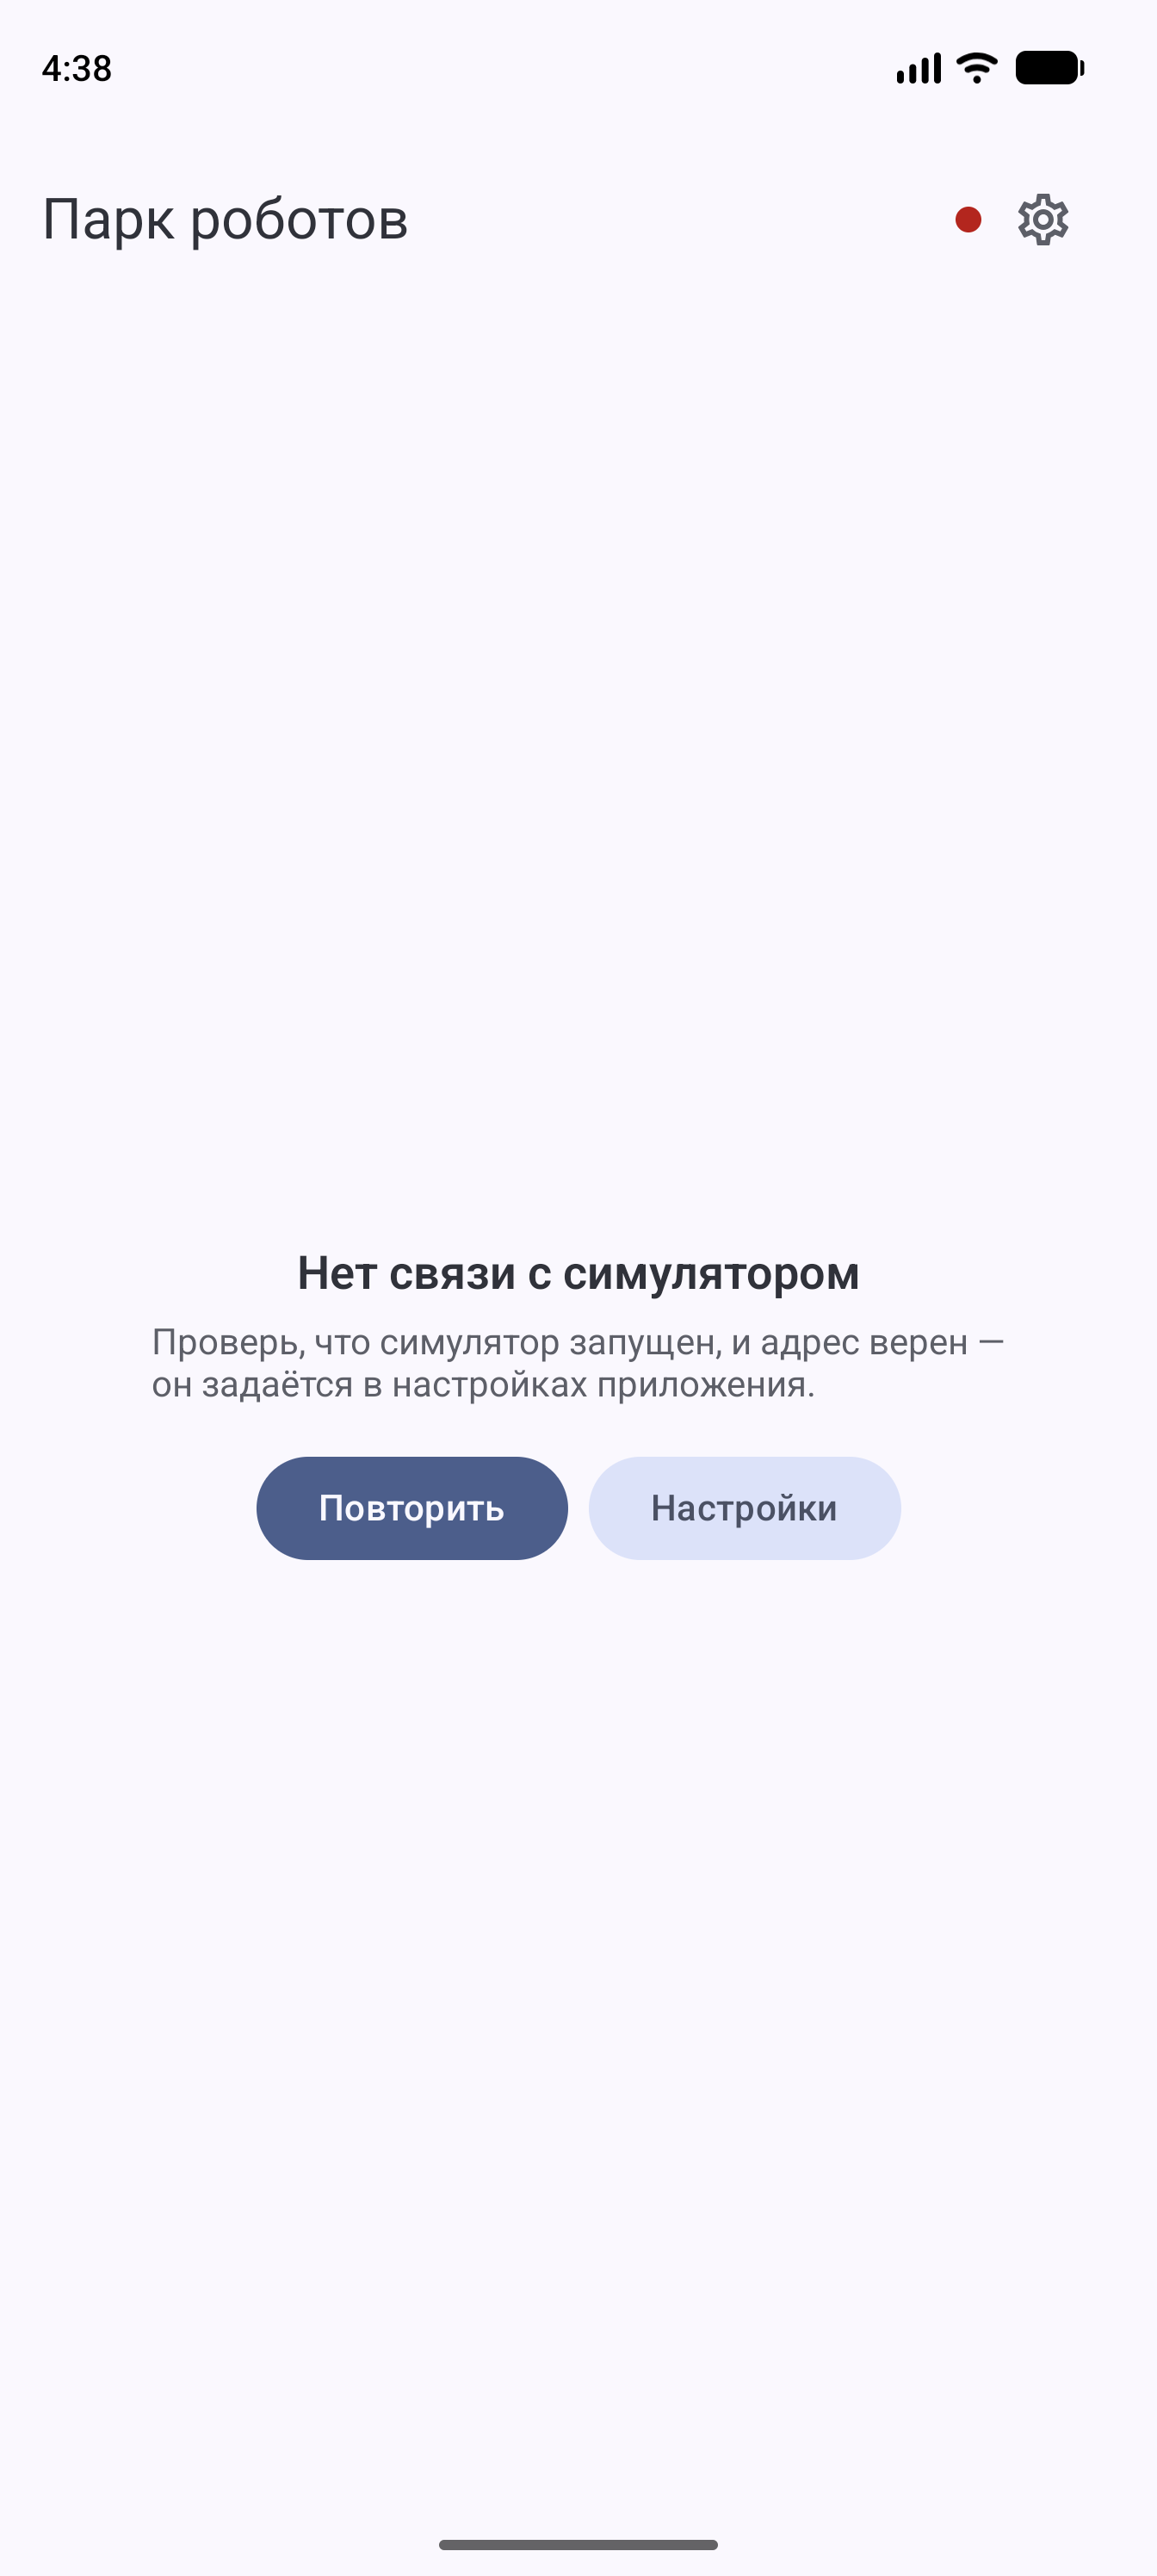 4:38
Парк роботов
Нет связи с симулятором
Проверь, что симулятор запущен, и адрес верен —
он задаётся в настройках приложения.
Повторить
Настройки